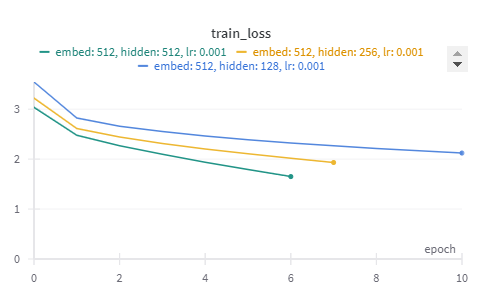 train_loss
embed: 512, hidden: 512, lr: 0.001 embed: 512, hidden: 256, lr: 0.001
embed: 512, hidden: 128, lr: 0.001
3
2
1
0
epoch
0 2 4 6 8 10